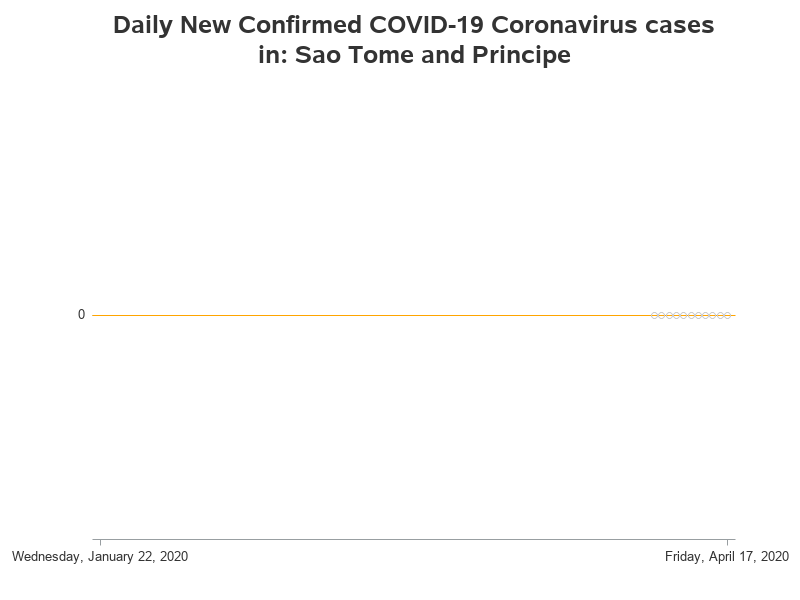 Daily New Confirmed COVID-19 Coronavirus cases
in: Sao Tome and Principe
0
Wednesday, January 22, 2020
Friday, April 17, 2020